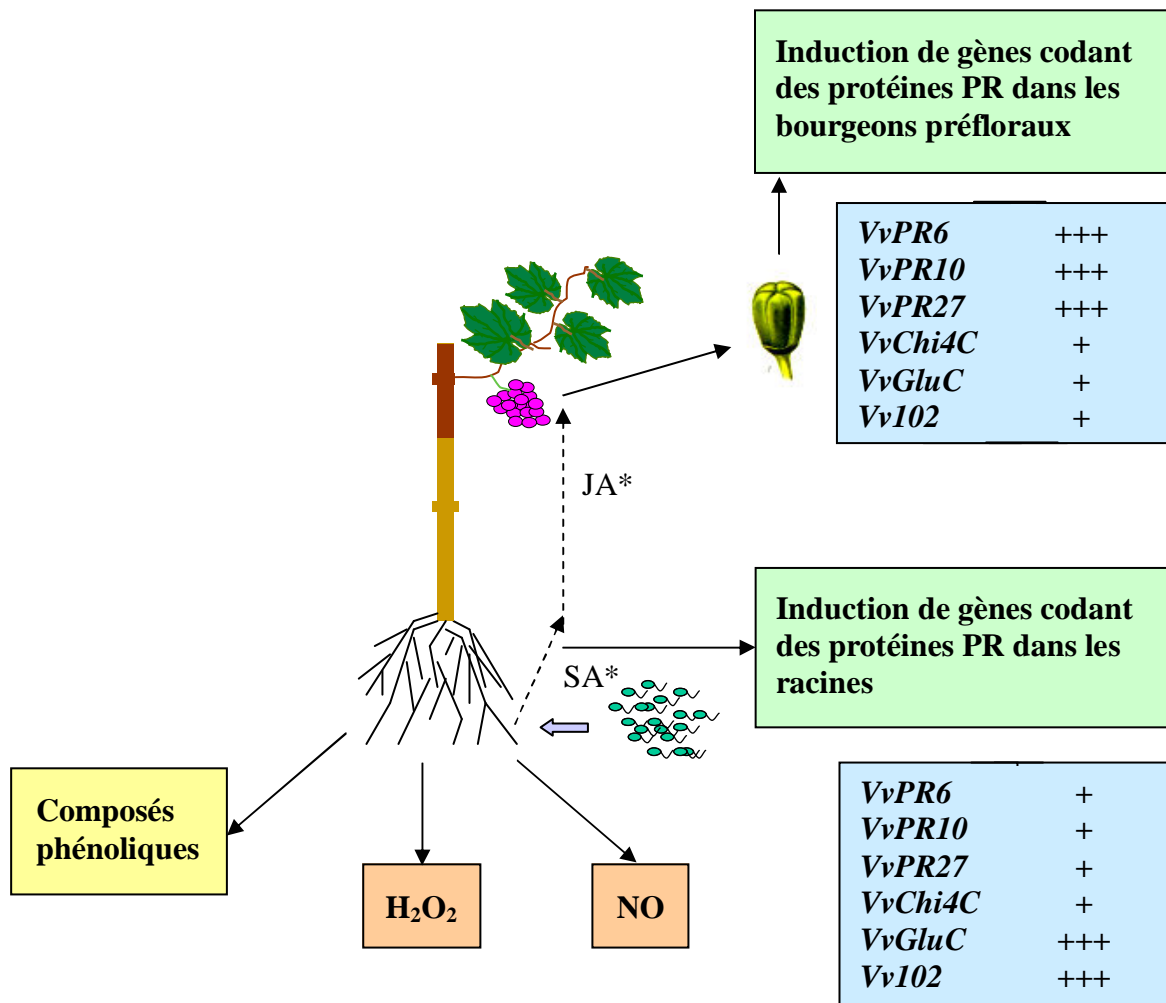 Induction de gènes codant
des protéines PR dans les
bourgeons préfloraux
VvPR6 +++
VvPR10 +++
VvPR27 +++
VvChi4C +
VvGluC +
Vv102 +
JA*
SA*
Induction de gènes codant
des protéines PR dans les
racines
Composés
phénoliques
H₂O₂
NO
VvPR6 +
VvPR10 +
VvPR27 +
VvChi4C +
VvGluC +++
Vv102 +++